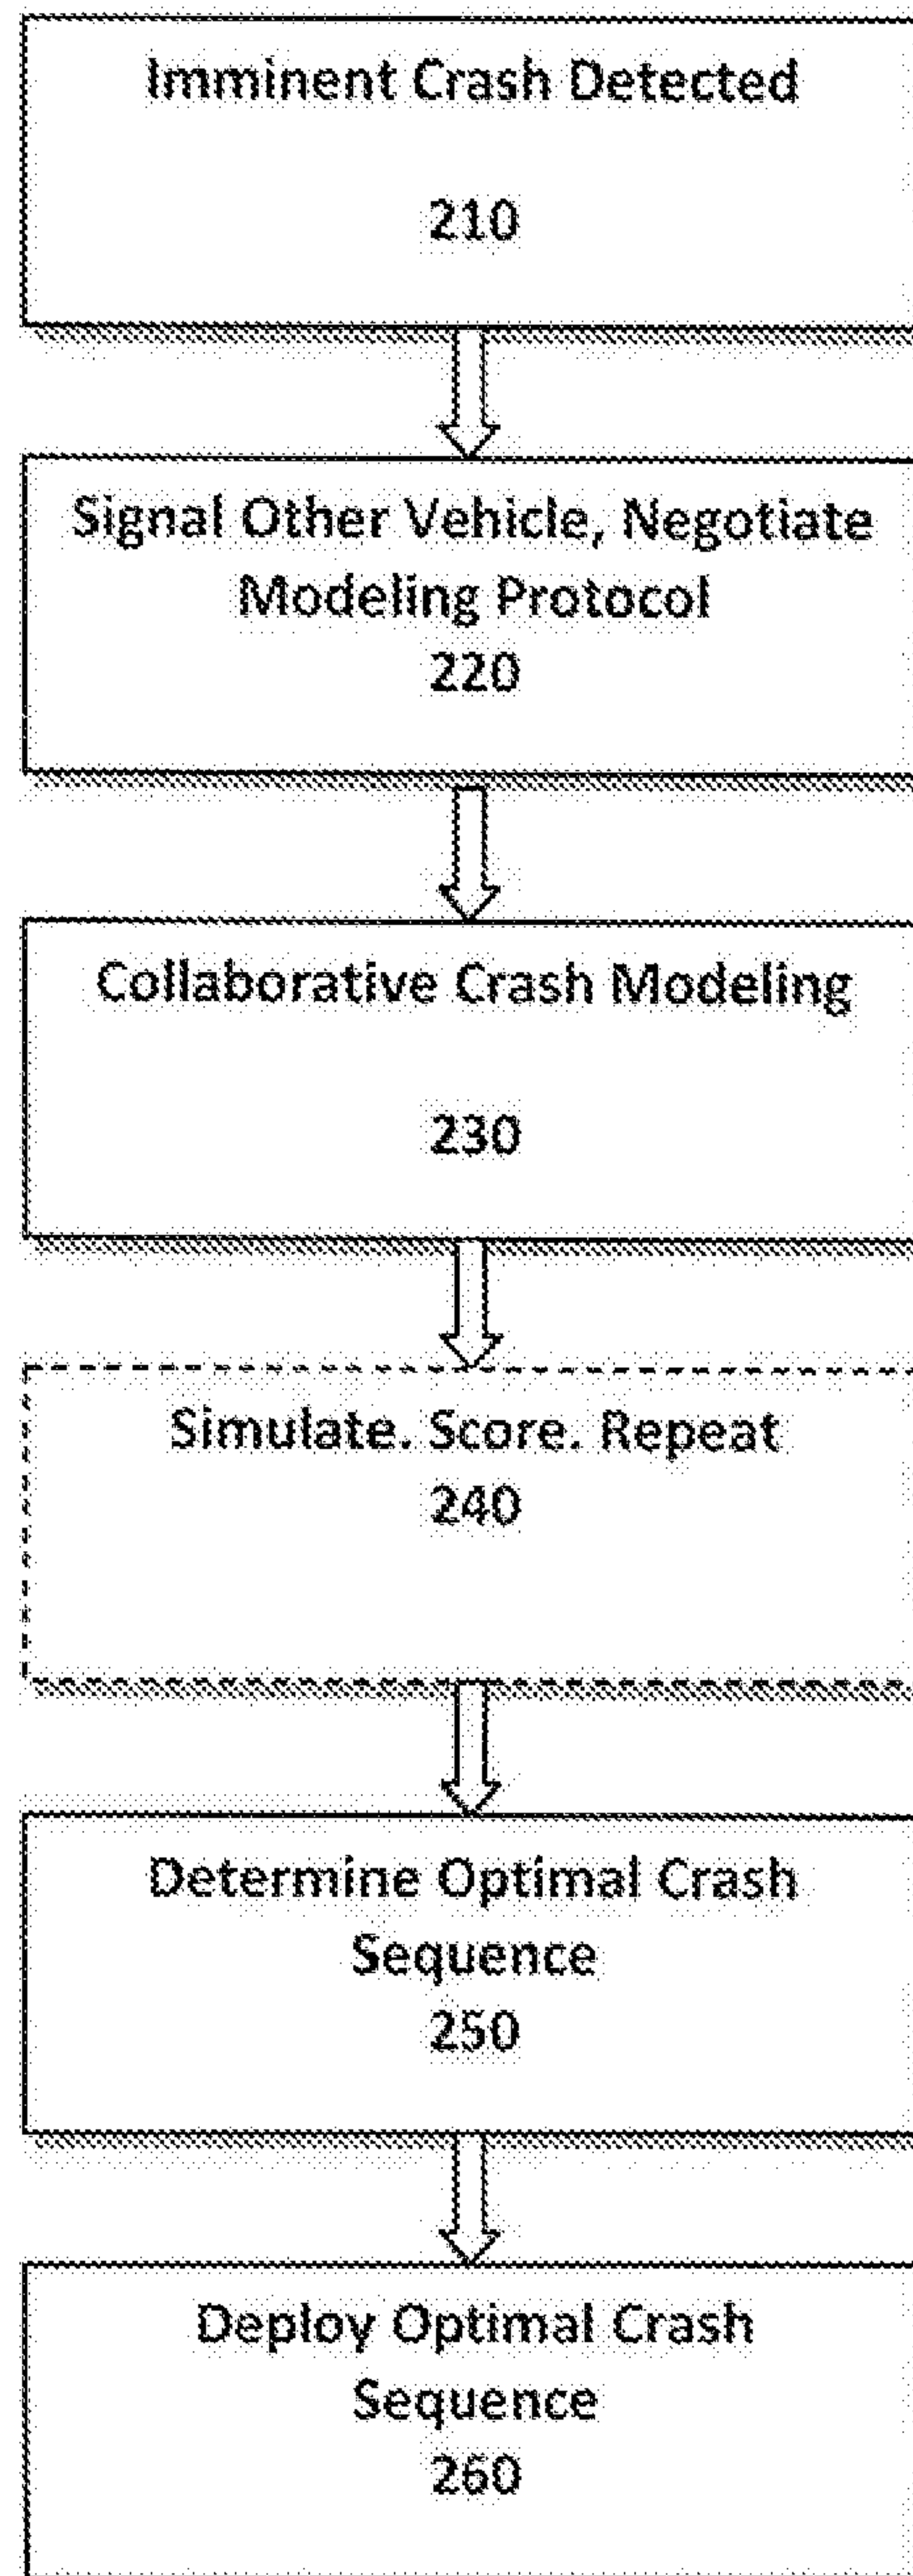 Imminent Crash Detected
210
Signal Other Vehicle, Negotiate
Modeling Protocol
220
Collaborative Crash Modeling
230
Simulate. Score. Repeat
240
Determine Optimal Crash
Sequence
250
Deploy Optimal Crash
Sequence
260